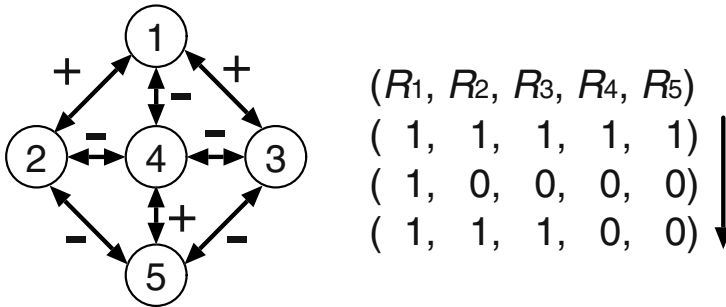 1
+ +
-
- -
2 4 3
+
- -
5
(R1, R2, R3, R4, R5)
( 1, 1, 1, 1, 1)
( 1, 0, 0, 0, 0)
( 1, 1, 1, 0, 0)